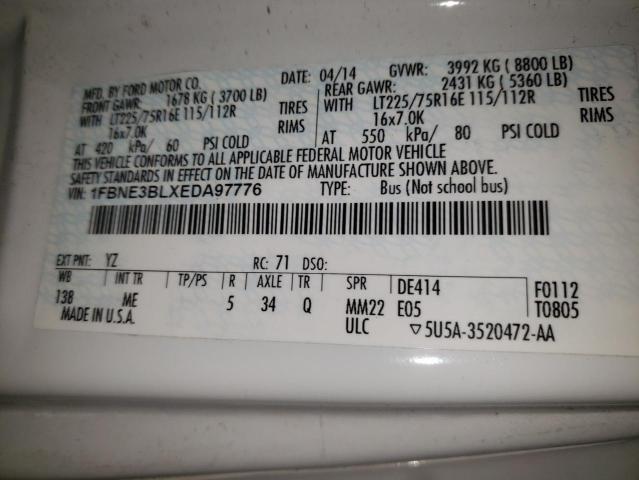 MFD. BY FORD MOTOR CO.
DATE: 04/14 GVWR: 3992 KG ( 8800 LB)
FRONT GAWR: 1678 KG ( 3700 LB) REAR GAWR: 2431 KG ( 5360 LB)
WITH LT225/75R16E 115/112R TIRES WITH LT225/75R16E 115/112R TIRES
16x7.0K RIMS 16x7.0K RIMS
AT 420 kPa/ 60 PSI COLD AT 550 kPa/ 80 PSI COLD
THIS VEHICLE CONFORMS TO ALL APPLICABLE FEDERAL MOTOR VEHICLE
SAFETY STANDARDS IN EFFECT ON THE DATE OF MANUFACTURE SHOWN ABOVE.
VIN: 1FBNE3BLXEDA97776 TYPE: Bus (Not school bus)
EXT PNT: YZ RC: 71 DSO:
WB INT TR TP/PS R AXLE TR SPR DE414 F0112
138 ME 5 34 Q MM22 E05 T0805
MADE IN U.S.A. ULC ▽5U5A-3520472-AA